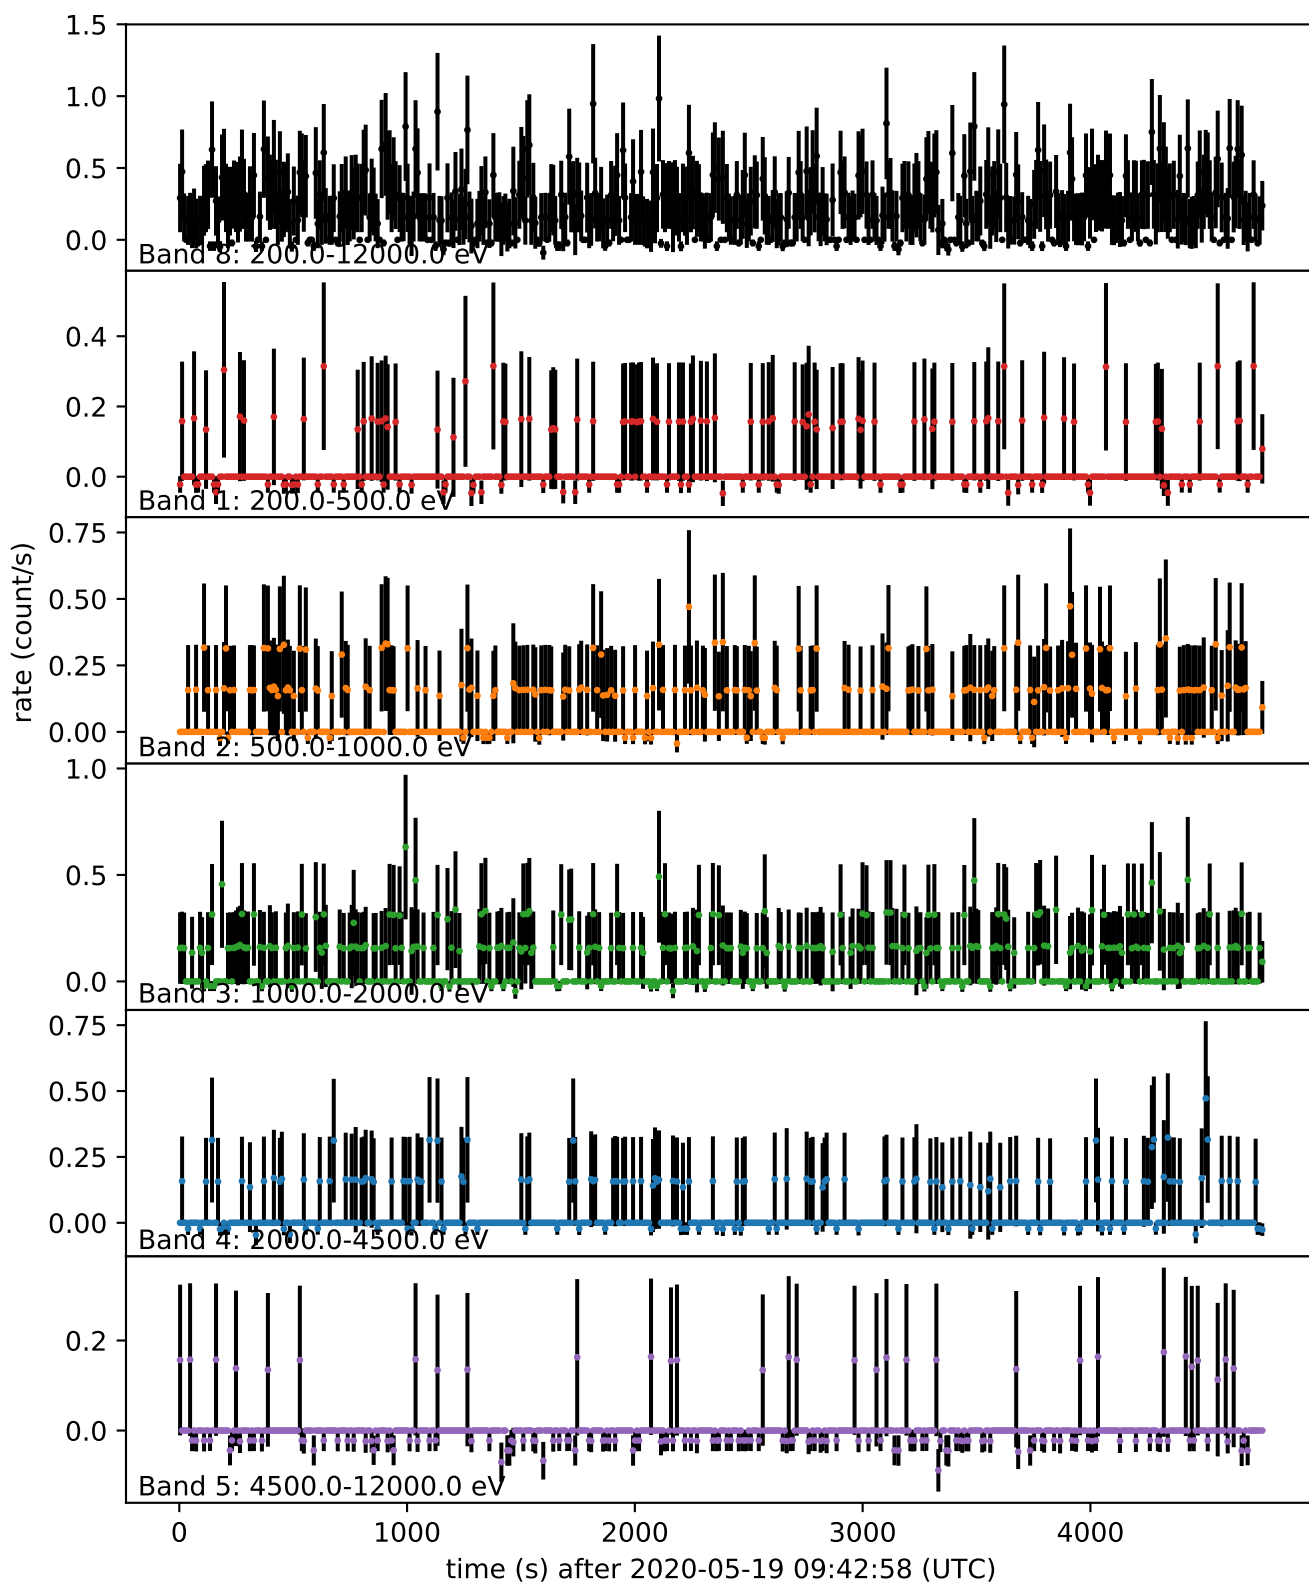 1.5
1.0
0.5
0.0
Band 8: 200.0-12000.0 eV
0.4
0.2
0.0
Band 1: 200.0-500.0 eV
0.75
0.50
0.25
0.00
Band 2: 500.0-1000.0 eV
rate (count/s)
1.0
0.5
0.0
Band 3: 1000.0-2000.0 eV
0.75
0.50
0.25
0.00
Band 4: 2000.0-4500.0 eV
0.2
0.0
Band 5: 4500.0-12000.0 eV
0 1000 2000 3000 4000
time (s) after 2020-05-19 09:42:58 (UTC)